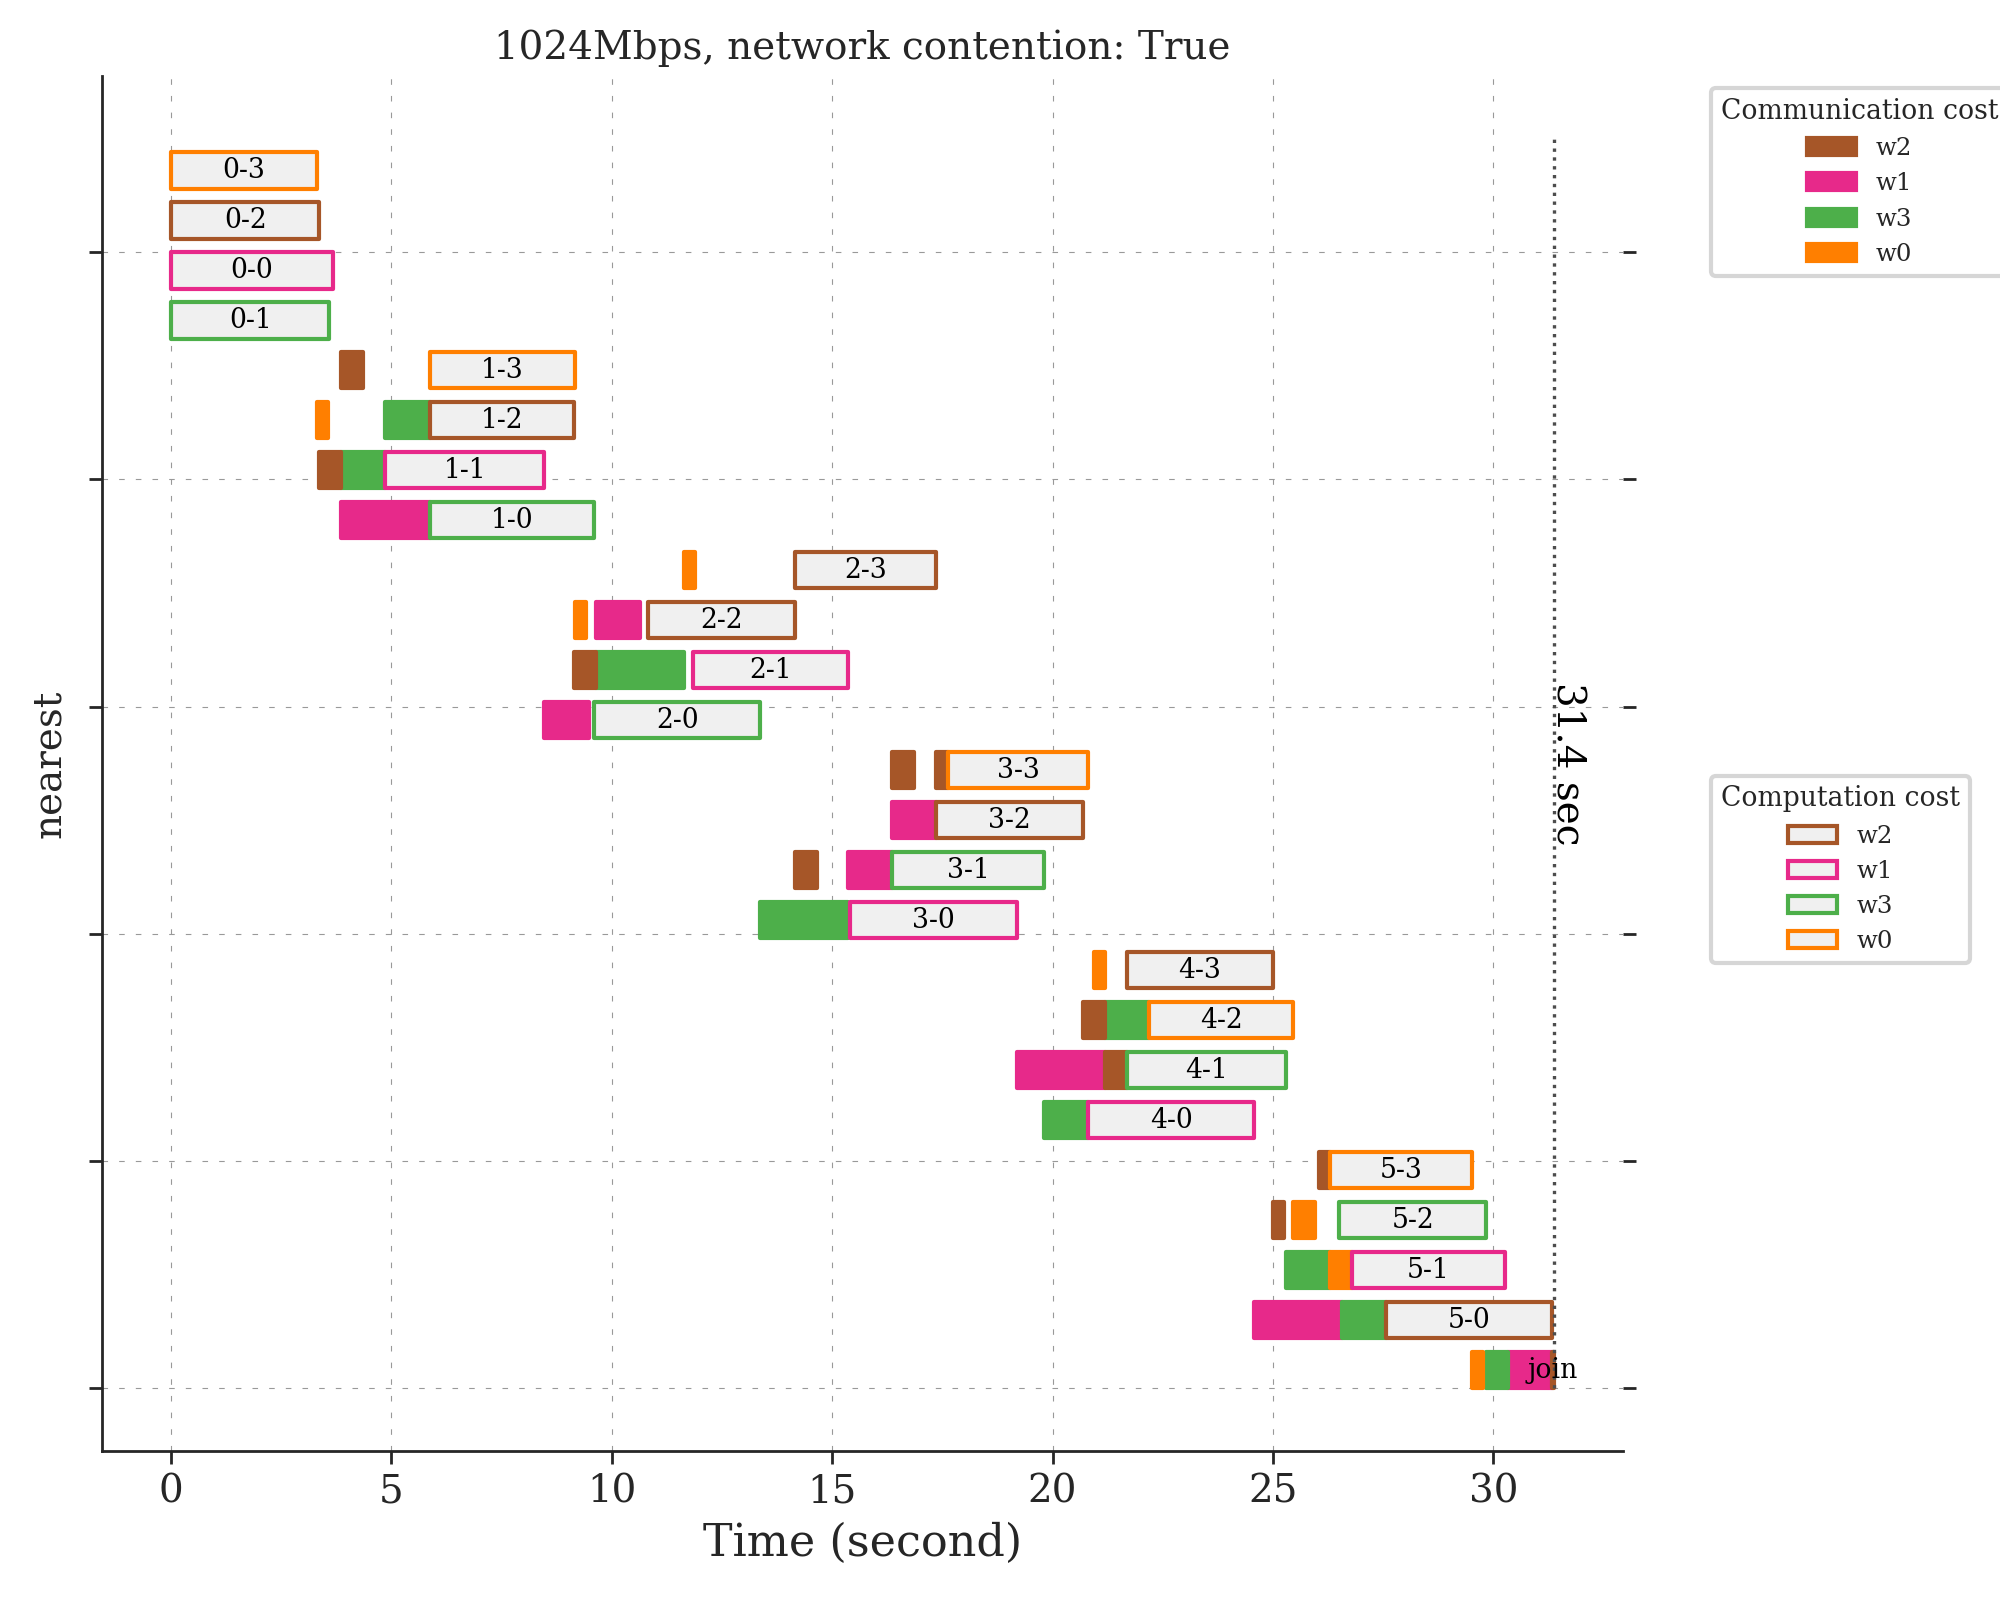 1024Mbps, network contention: True
Communication cost
w2
w1
w3
w0
0-3
0-2
0-0
0-1
1-3
1-2
1-1
1-0
2-3
2-2
2-1
2-0
3-3
3-2
3-1
3-0
4-3
4-2
4-1
4-0
5-3
5-2
5-1
5-0
join
31.4 sec
nearest
Computation cost
w2
w1
w3
w0
0
5
10
15
20
25
30
Time (second)